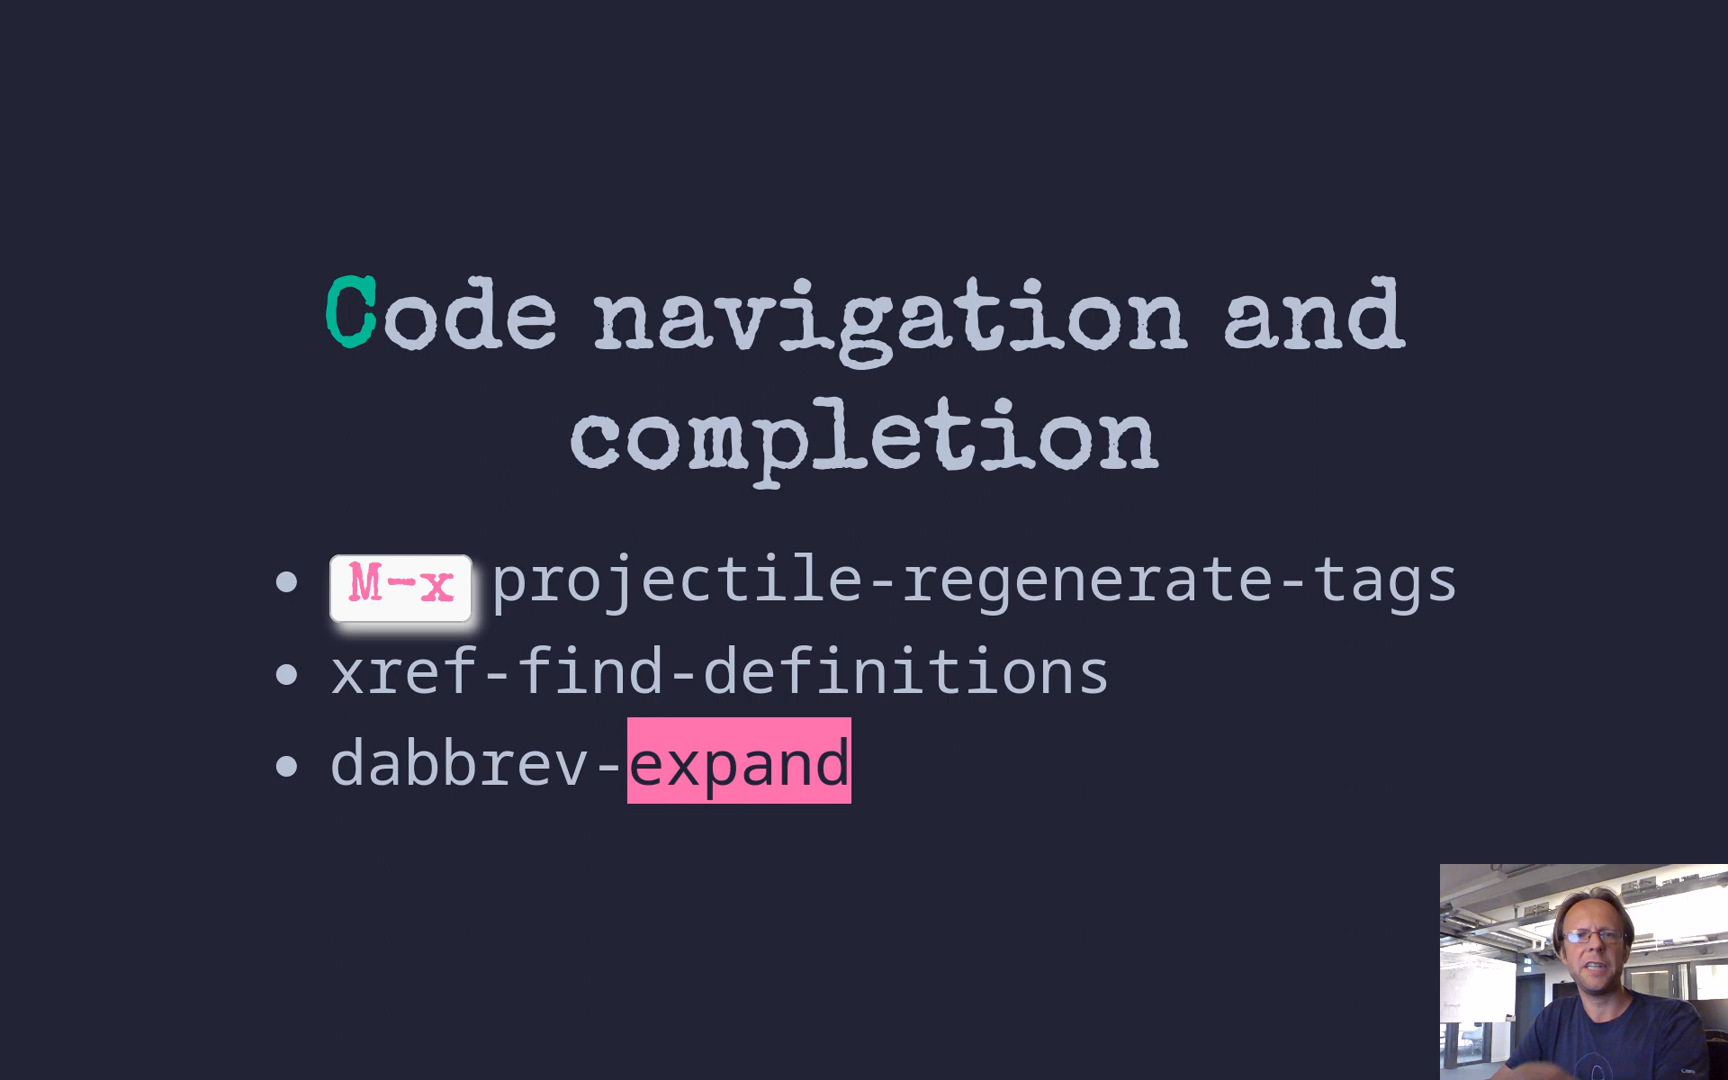 Code navigation and
completion
M-x projectile-regenerate-tags
xref-find-definitions
dabbrev-expand